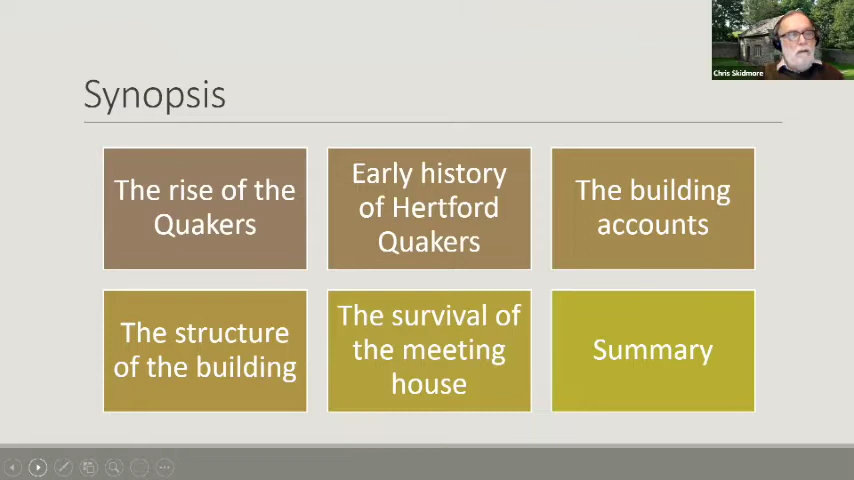 Chris Skidmore
Synopsis
The rise of the
Quakers
Early history
of Hertford
Quakers
The building
accounts
The structure
of the building
The survival of
the meeting
house
Summary